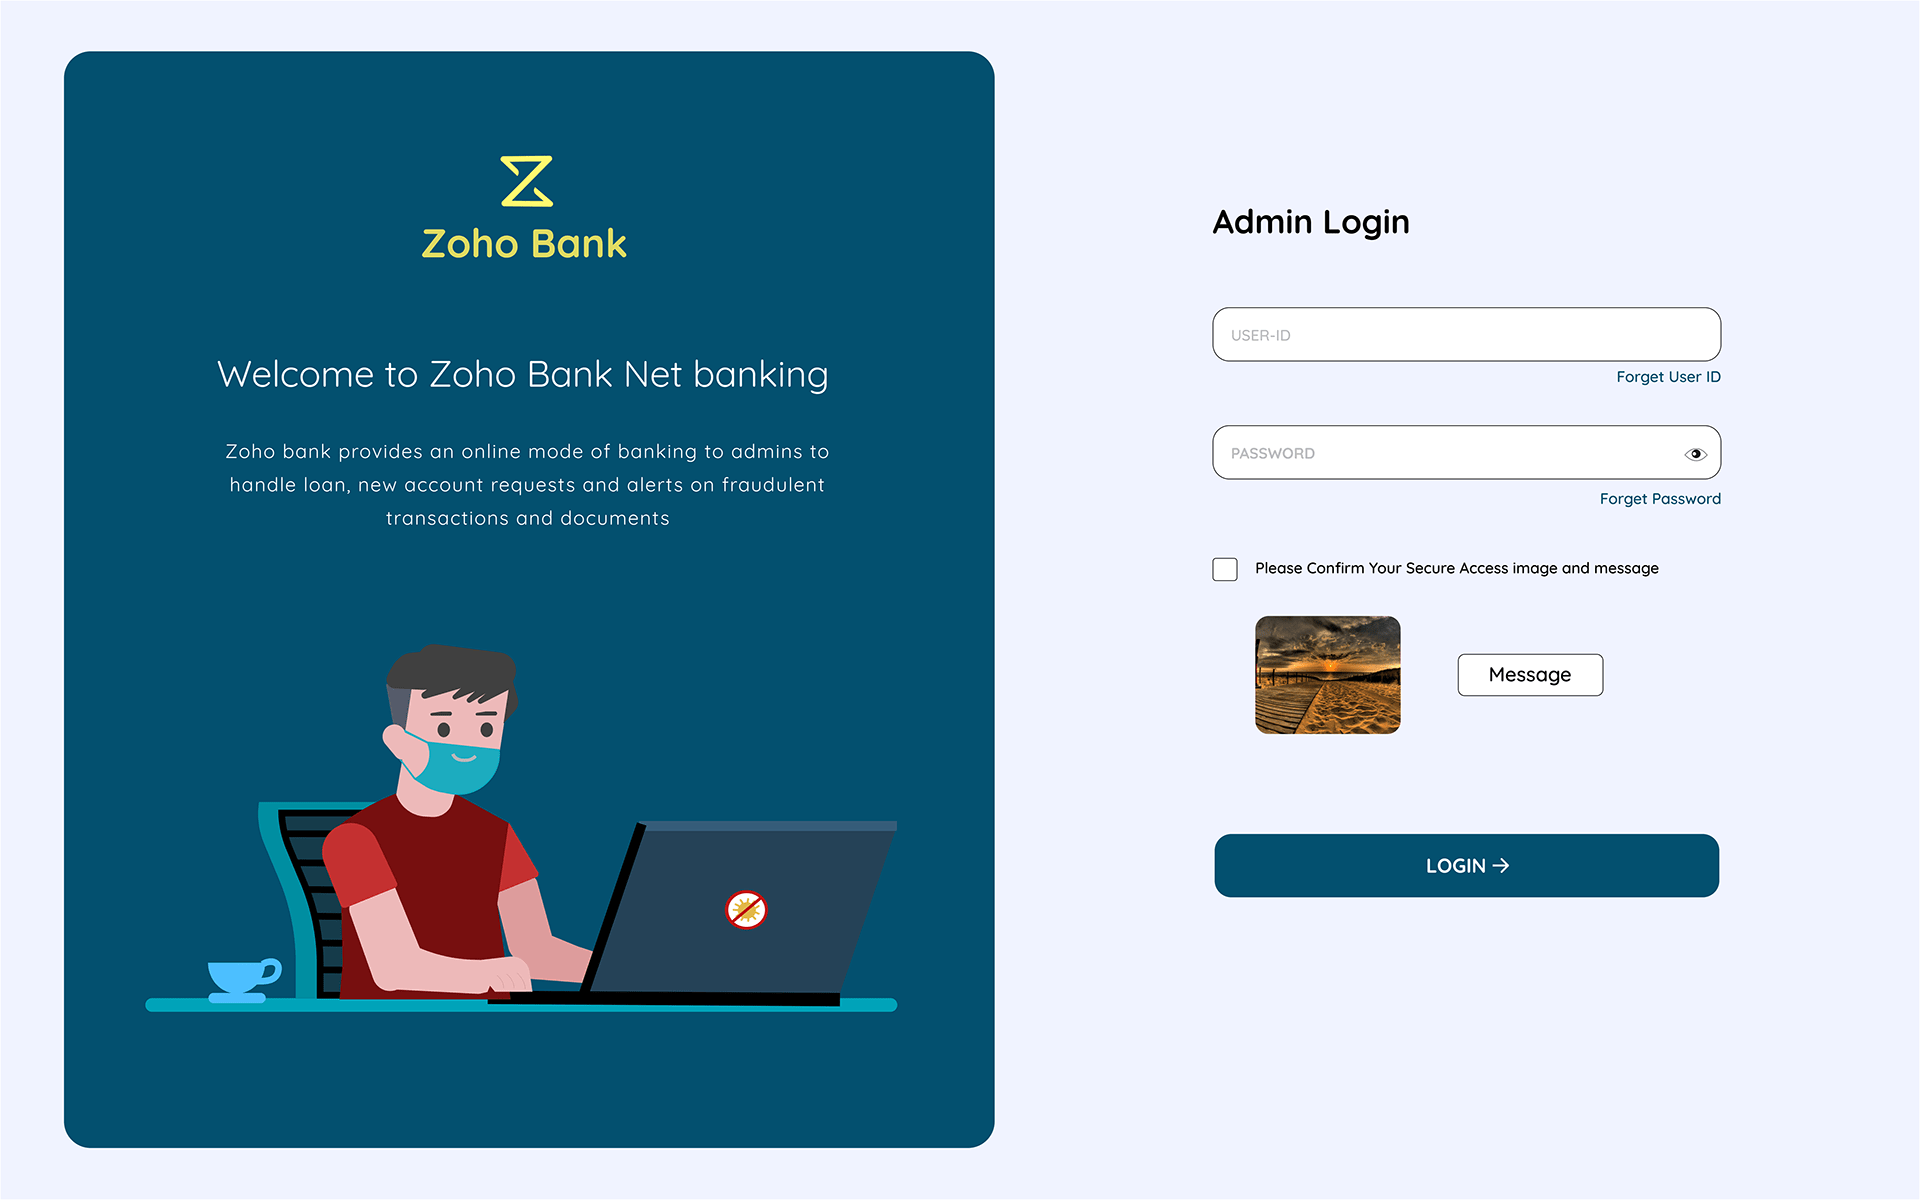 Zoho Bank
Welcome to Zoho Bank Net banking
Zoho bank provides an online mode of banking to admins to
handle loan, new account requests and alerts on fraudulent
transactions and documents
Admin Login
USER-ID
Forget User ID
PASSWORD
Forget Password
Please Confirm Your Secure Access image and message
Message
LOGIN →